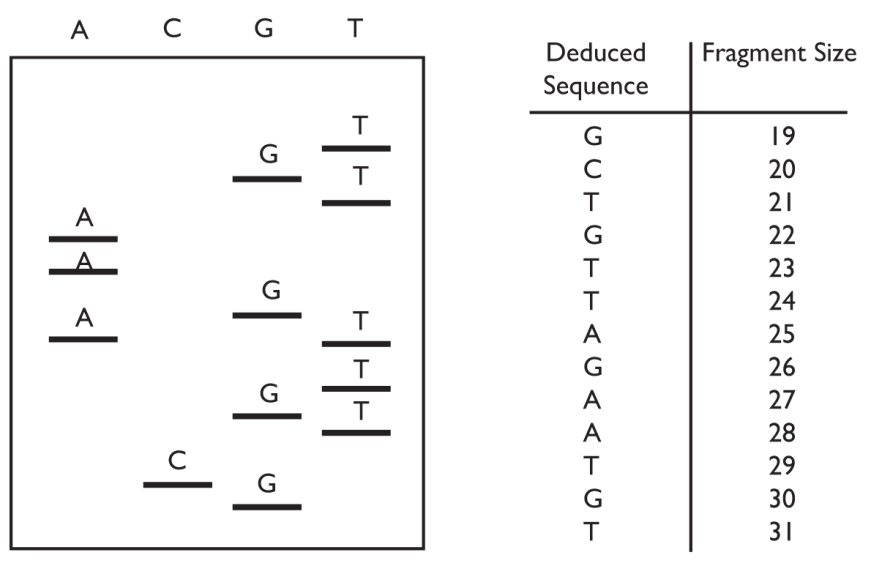 A C G T
T
G
T
A
A
G
A
T
T
G
T
C
G
Deduced Sequence Fragment Size
G 19
C 20
T 21
G 22
T 23
T 24
A 25
G 26
A 27
A 28
T 29
G 30
T 31